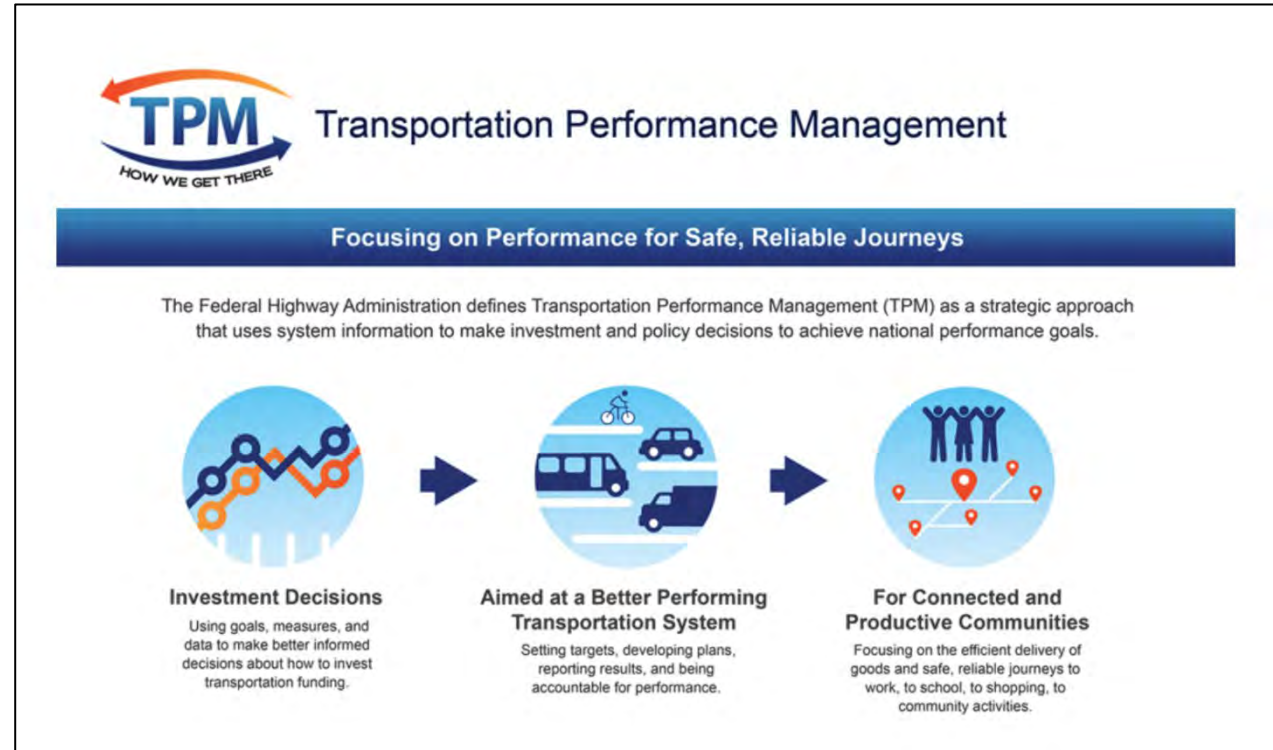 TPM
HOW WE GET THERE
Transportation Performance Management
Focusing on Performance for Safe, Reliable Journeys
The Federal Highway Administration defines Transportation Performance Management (TPM) as a strategic approach
that uses system information to make investment and policy decisions to achieve national performance goals.
Investment Decisions
Using goals, measures, and
data to make better informed
decisions about how to invest
transportation funding.
Aimed at a Better Performing
Transportation System
Setting targets, developing plans,
reporting results, and being
accountable for performance.
For Connected and
Productive Communities
Focusing on the efficient delivery of
goods and safe, reliable journeys to
work, to school, to shopping, to
community activities.